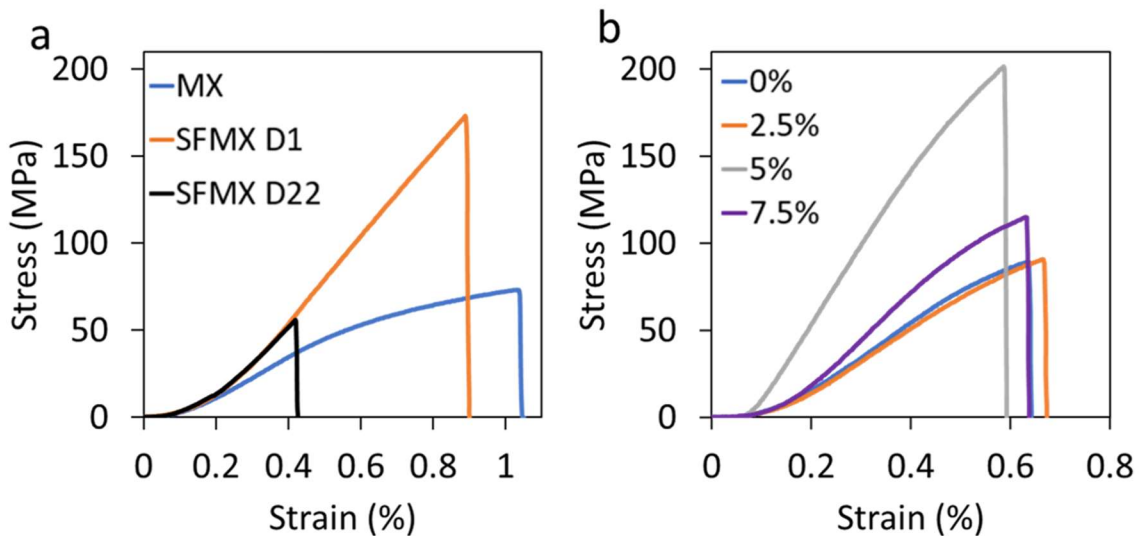 a
200
150
100
50
0
Stress (MPa)
MX
SFMX D1
SFMX D22
0 0.2 0.4 0.6 0.8 1
Strain (%)
b
200
150
100
50
0
Stress (MPa)
0%
2.5%
5%
7.5%
0 0.2 0.4 0.6 0.8
Strain (%)